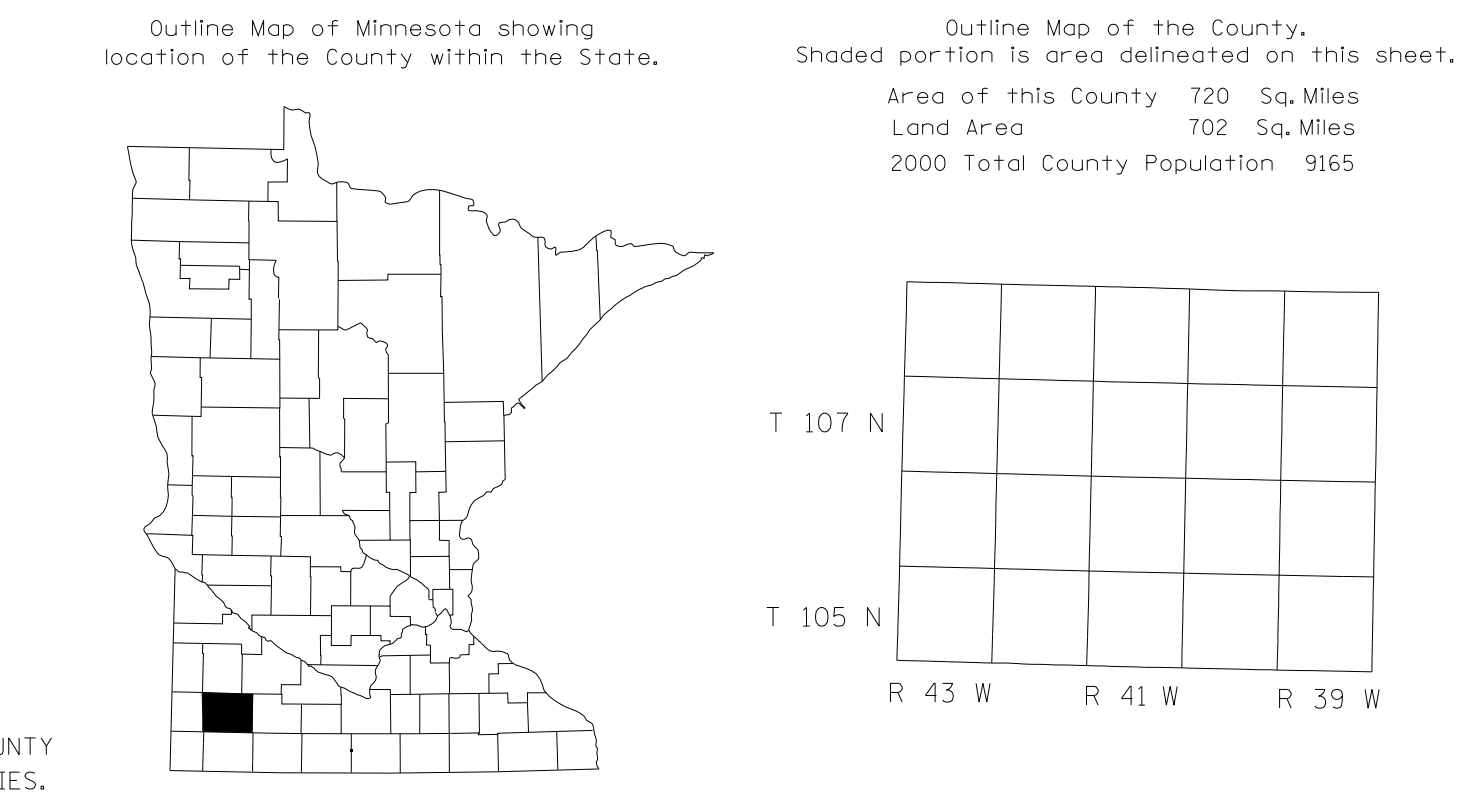 Outline Map of Minnesota showing
location of the County within the State.
Outline Map of the County.
Shaded portion is area delineated on this sheet.
Area of this County 720 Sq. Miles
Land Area 702 Sq. Miles
2000 Total County Population 9165
T 107 N
T 105 N
R 43 W R 41 W R 39 W
UNTY
IES.